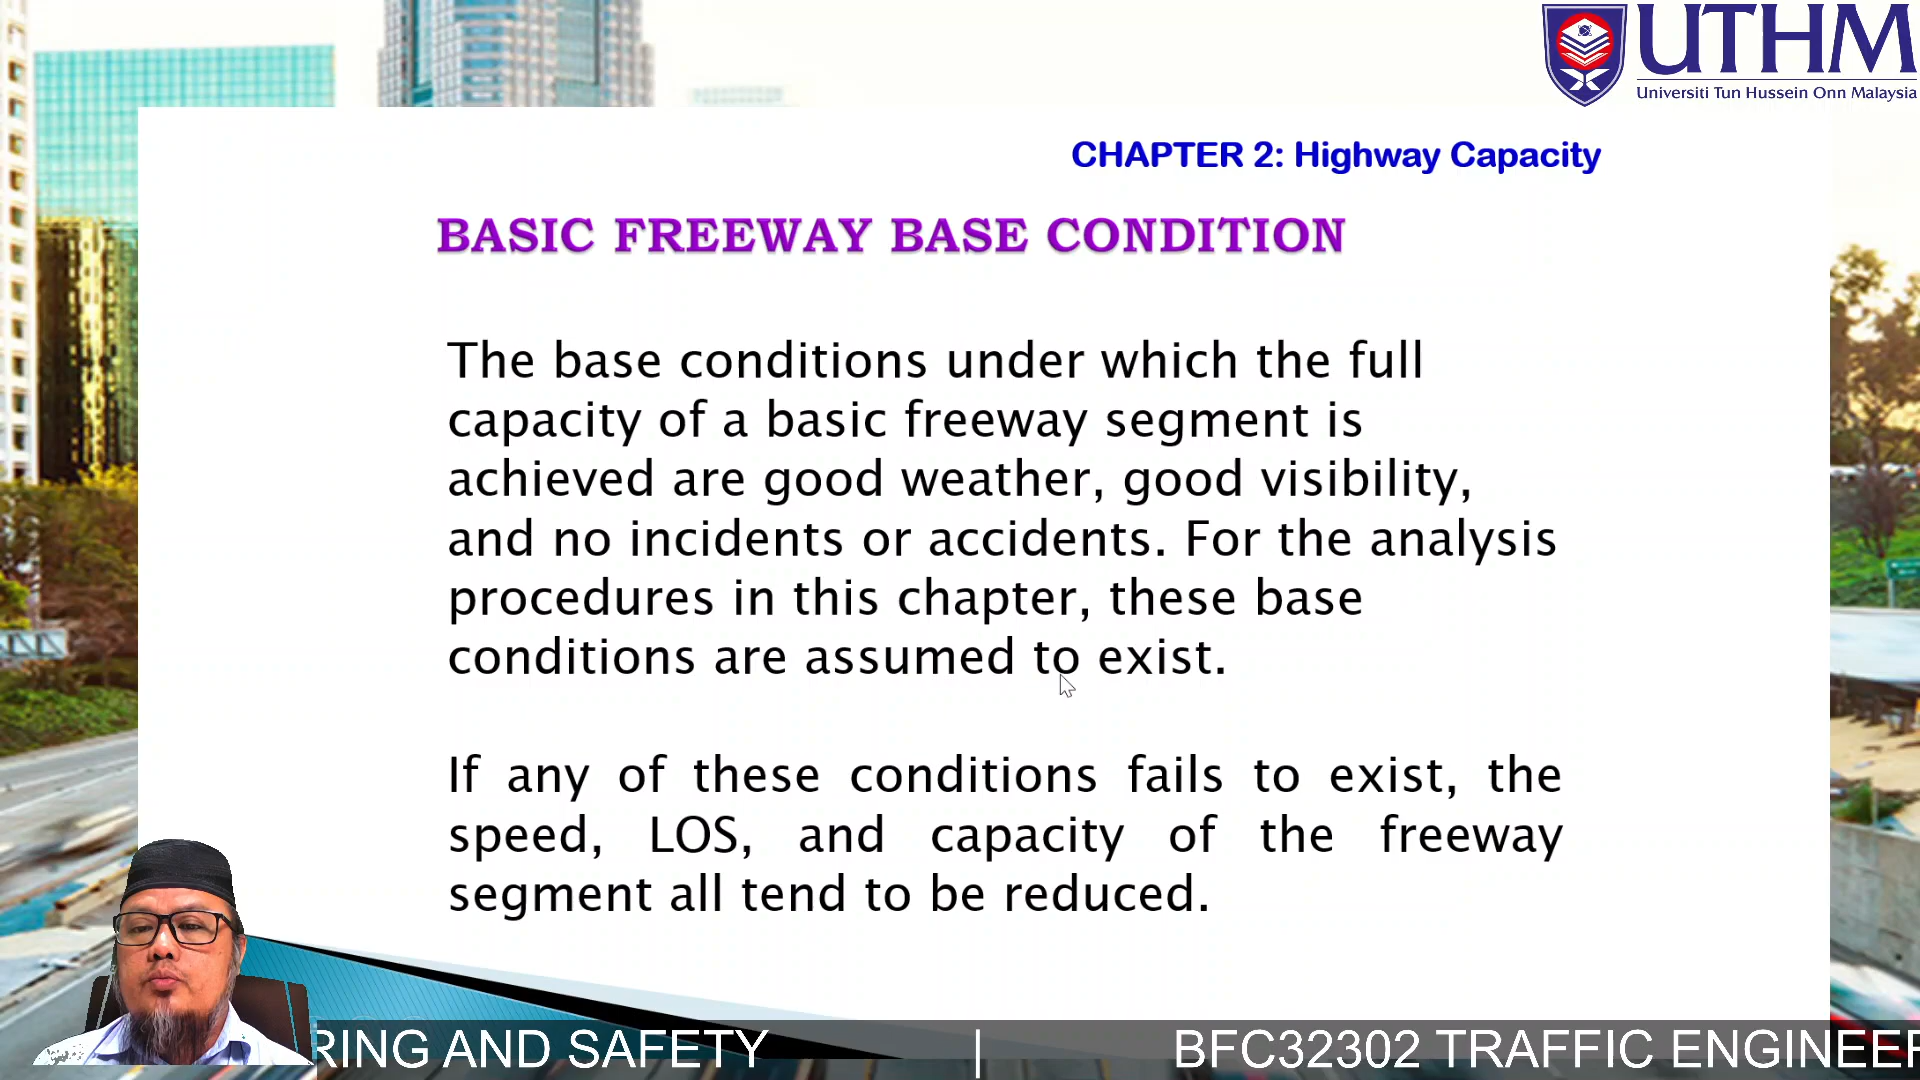 UTHM
Universiti Tun Hussein Onn Malaysia
CHAPTER 2: Highway Capacity
BASIC FREEWAY BASE CONDITION
The base conditions under which the full
capacity of a basic freeway segment is
achieved are good weather, good visibility,
and no incidents or accidents. For the analysis
procedures in this chapter, these base
conditions are assumed to exist.
If any of these conditions fails to exist, the
speed, LOS, and capacity of the freeway
segment all tend to be reduced.
RING AND SAFETY | BFC32302 TRAFFIC ENGINEER